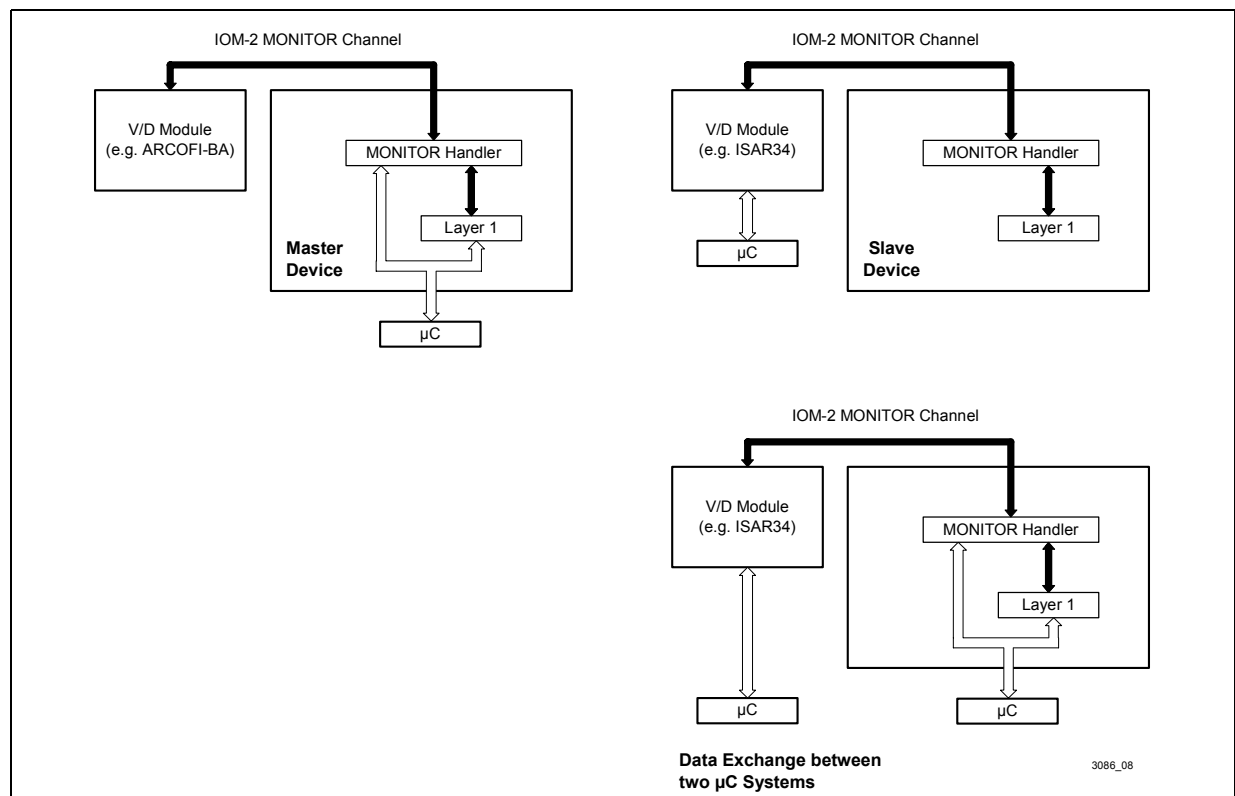 IOM-2 MONITOR Channel
V/D Module
(e.g. ARCOFI-BA)
MONITOR Handler
Layer 1
Master
Device
µC
IOM-2 MONITOR Channel
V/D Module
(e.g. ISAR34)
µC
MONITOR Handler
Layer 1
Slave
Device
IOM-2 MONITOR Channel
V/D Module
(e.g. ISAR34)
MONITOR Handler
Layer 1
µC
µC
Data Exchange between
two µC Systems
3086_08